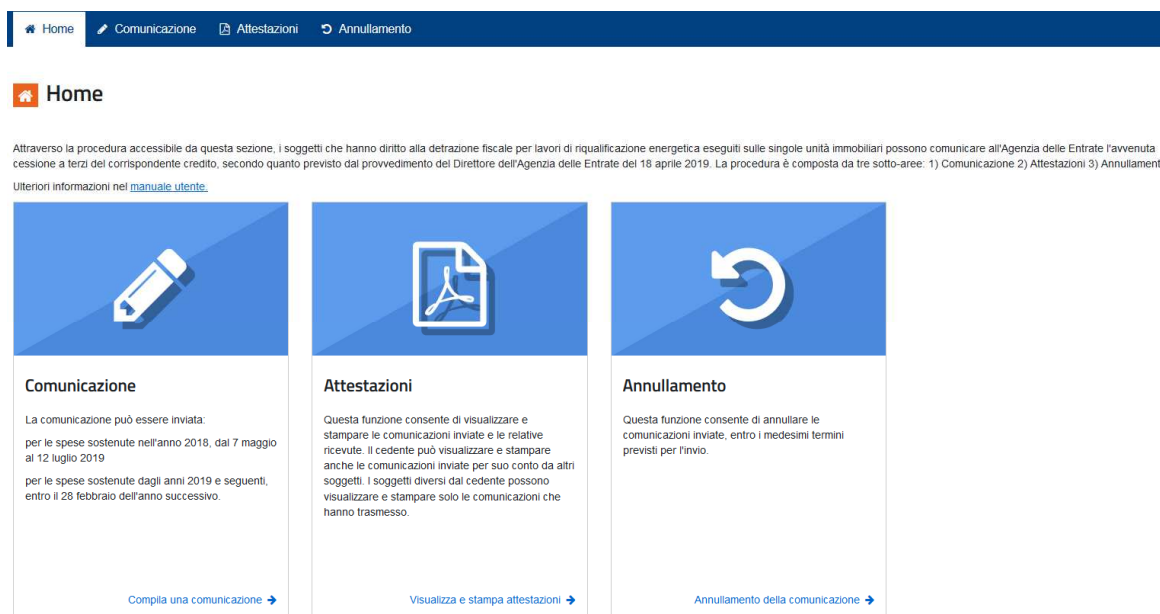 Home Comunicazione Attestazioni Annullamento
Home
Attraverso la procedura accessibile da questa sezione, i soggetti che hanno diritto alla detrazione fiscale per lavori di riqualificazione energetica eseguiti sulle singole unità immobiliari possono comunicare all'Agenzia delle Entrate l'avvenuta
cessione a terzi del corrispondente credito, secondo quanto previsto dal provvedimento del Direttore dell'Agenzia delle Entrate del 18 aprile 2019. La procedura è composta da tre sotto-aree: 1) Comunicazione 2) Attestazioni 3) Annullament
Ulteriori informazioni nel manuale utente.
Comunicazione
La comunicazione può essere inviata:
per le spese sostenute nell'anno 2018, dal 7 maggio
al 12 luglio 2019
per le spese sostenute dagli anni 2019 e seguenti,
entro il 28 febbraio dell'anno successivo.
Compila una comunicazione
Attestazioni
Questa funzione consente di visualizzare e
stampare le comunicazioni inviate e le relative
ricevute. Il cedente può visualizzare e stampare
anche le comunicazioni inviate per suo conto da altri
soggetti. I soggetti diversi dal cedente possono
visualizzare e stampare solo le comunicazioni che
hanno trasmesso.
Visualizza e stampa attestazioni
Annullamento
Questa funzione consente di annullare le
comunicazioni inviate, entro i medesimi termini
previsti per l'invio.
Annullamento della comunicazione